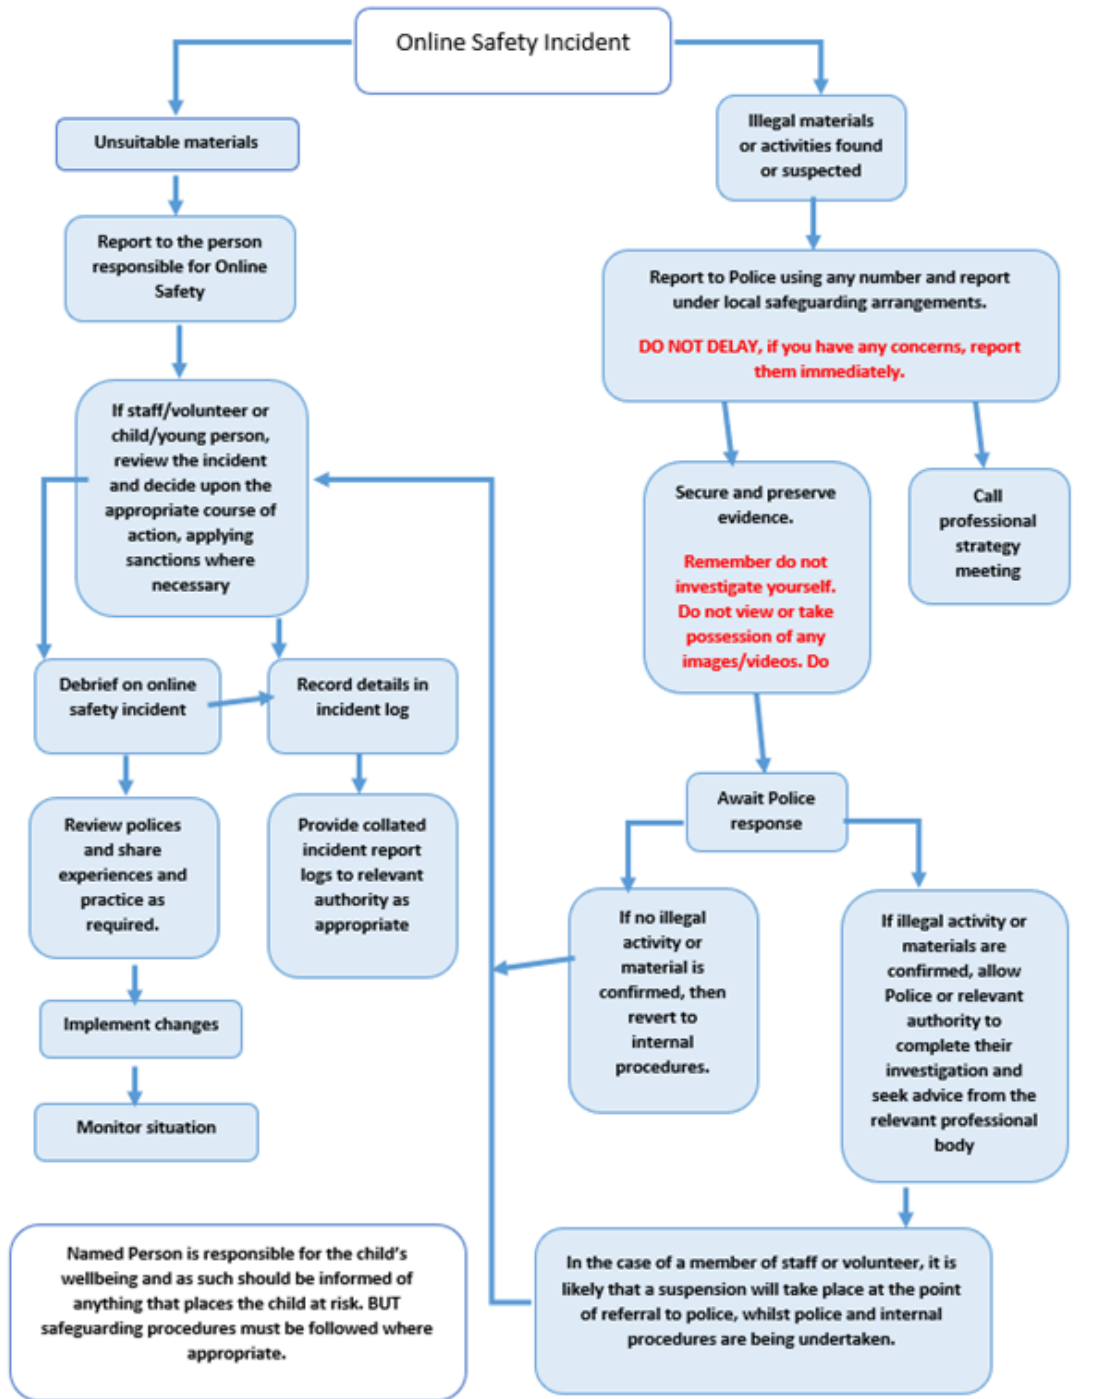 Online Safety Incident
Unsuitable materials
Report to the person
responsible for Online
Safety
If staff/volunteer or
child/young person,
review the incident
and decide upon the
appropriate course of
action, applying
sanctions where
necessary
Debrief on online
safety incident
Record details in
incident log
Review polices
and share
experiences and
practice as
required.
Provide collated
incident report
logs to relevant
authority as
appropriate
Implement changes
Monitor situation
Illegal materials
or activities found
or suspected
Report to Police using any number and report
under local safeguarding arrangements.
DO NOT DELAY, if you have any concerns, report
them immediately.
Secure and preserve
evidence.
Remember do not
investigate yourself.
Do not view or take
possession of any
images/videos. Do
Call
professional
strategy
meeting
Await Police
response
If no illegal
activity or
material is
confirmed, then
revert to
internal
procedures.
If illegal activity or
materials are
confirmed, allow
Police or relevant
authority to
complete their
investigation and
seek advice from the
relevant professional
body
In the case of a member of staff or volunteer, it is
likely that a suspension will take place at the point
of referral to police, whilst police and internal
procedures are being undertaken.
Named Person is responsible for the child's
wellbeing and as such should be informed of
anything that places the child at risk. BUT
safeguarding procedures must be followed where
appropriate.